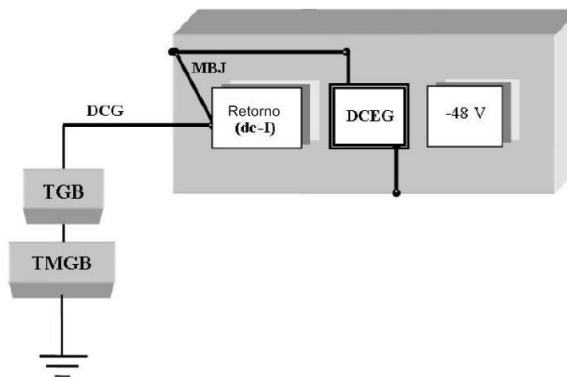 MBJ
DCG
Retorno
(dc-I)
DCEG
-48 V
TGB
TMGB